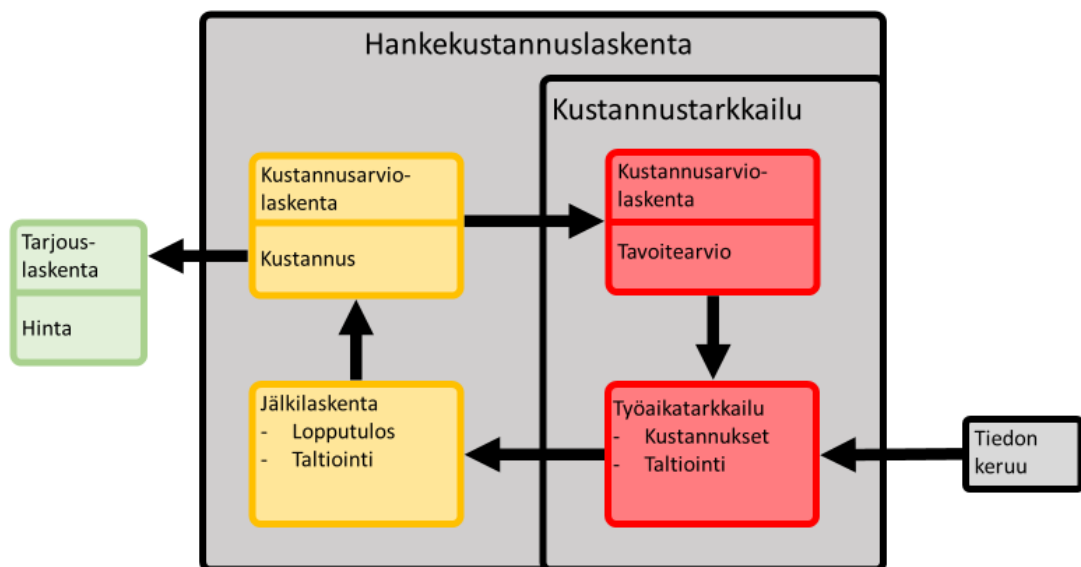 Hankekustannuslaskenta
Kustannustarkkailu
Kustannusarvio-
laskenta
Kustannus
Kustannusarvio-
laskenta
Tavoitearvio
Tarjous-
laskenta
Hinta
Jälkilaskenta
- Lopputulos
- Taltiointi
Työaikatarkkailu
- Kustannukset
- Taltiointi
Tiedon
keruu